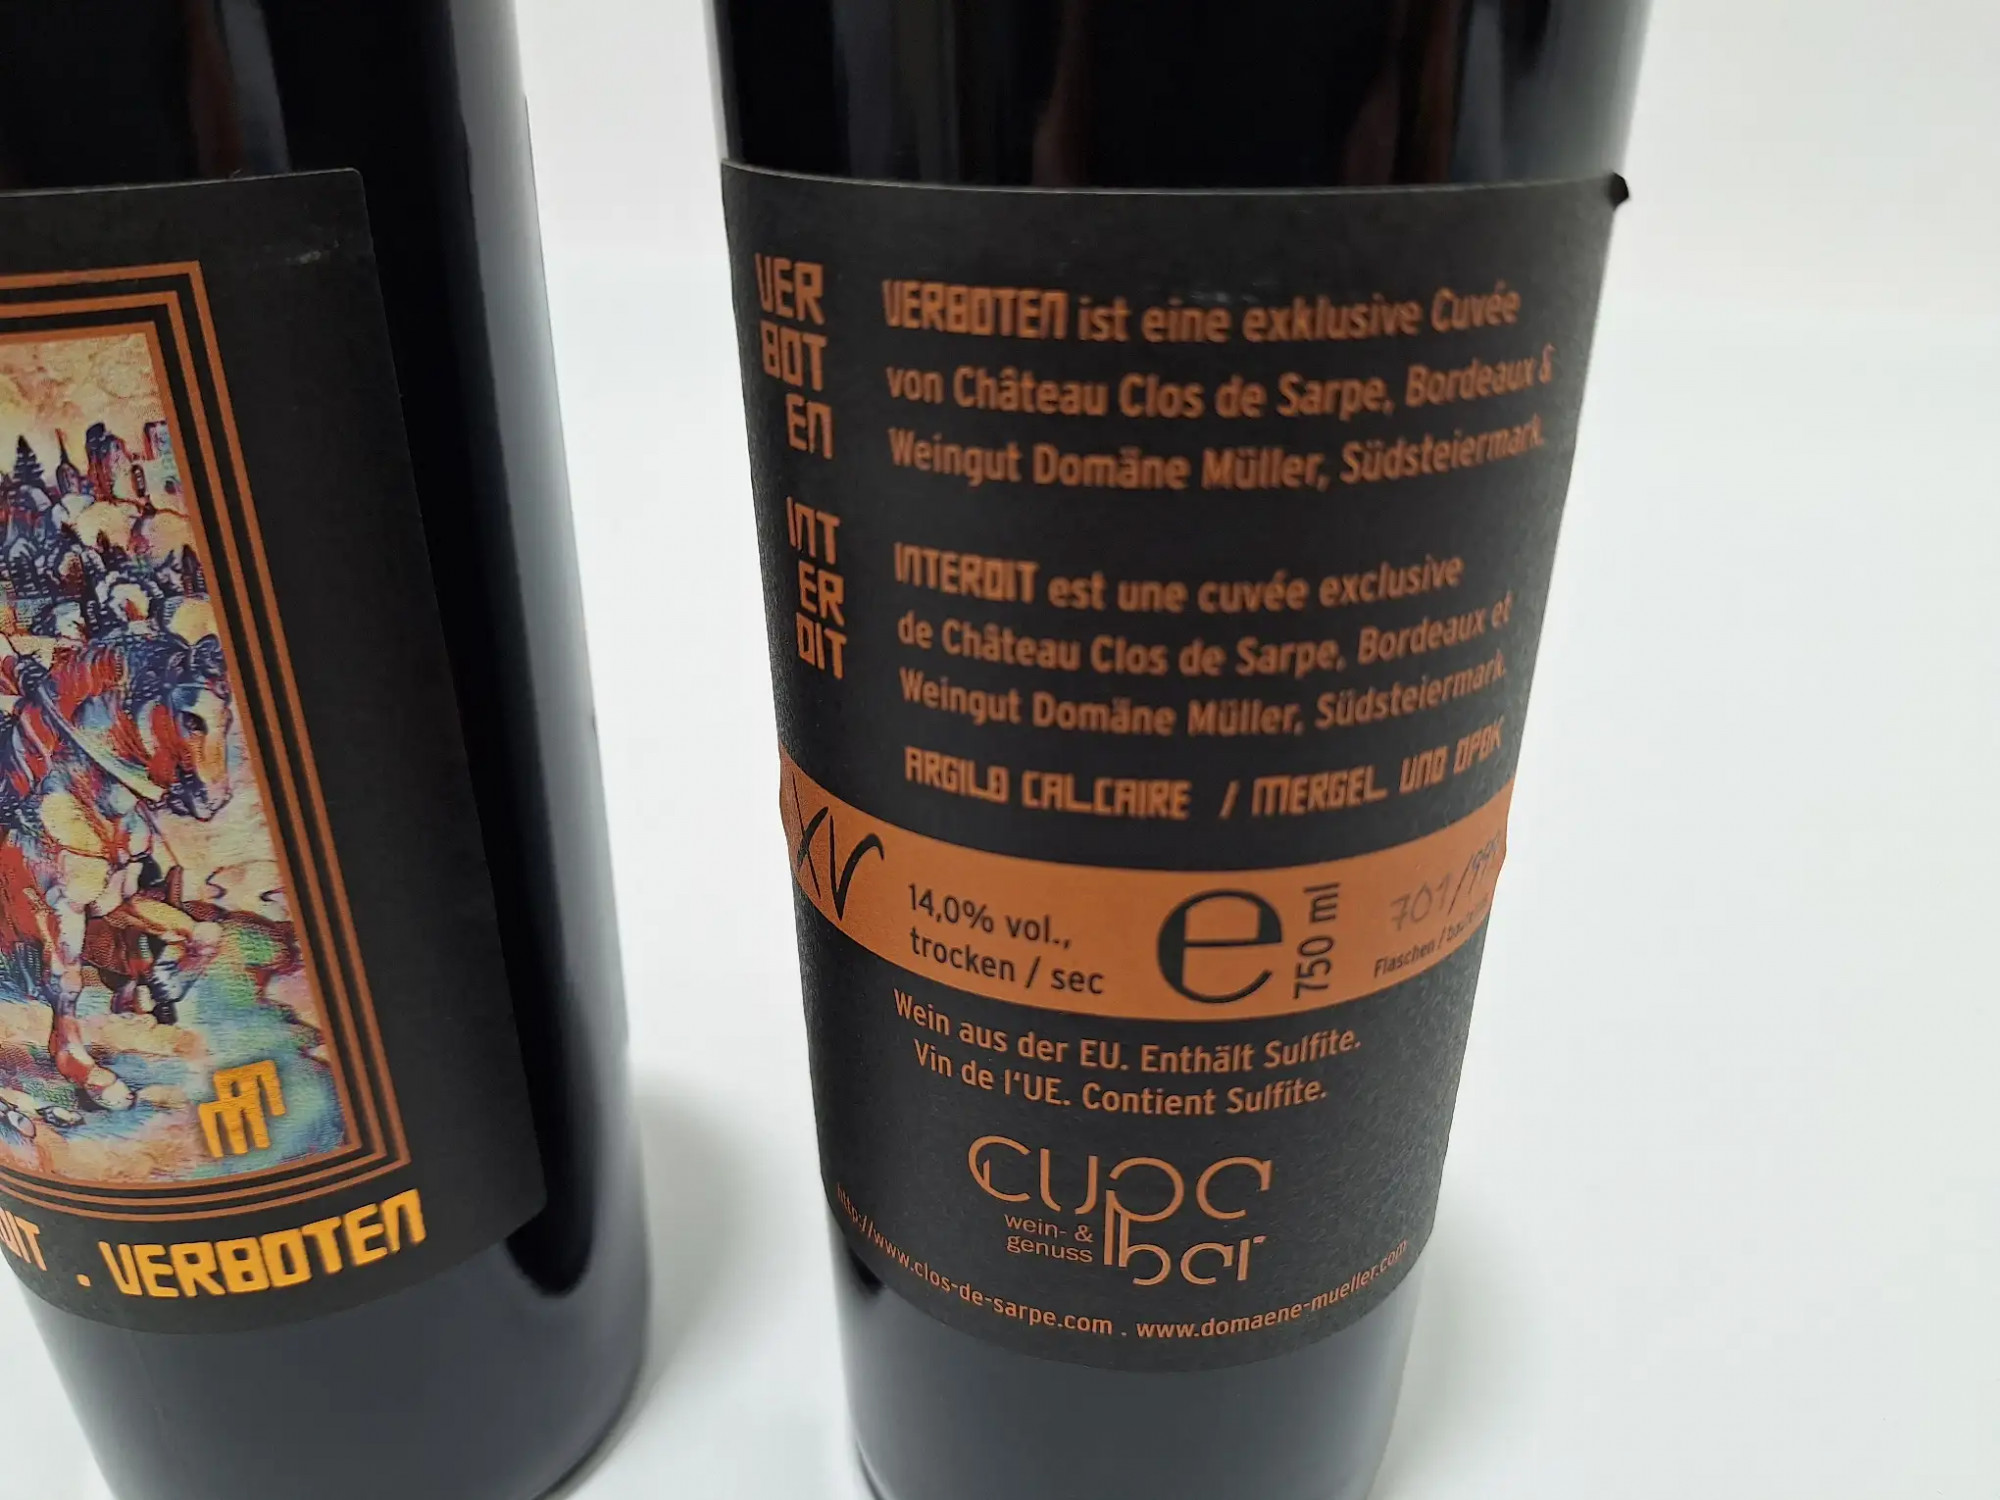 VERBOTEN
VER
BOT
EN
INT
ER
DIT
VERBOTEN ist eine exklusive Cuvée
von Château Clos de Sarpe, Bordeaux &
Weingut Domäne Müller, Südsteiermark.
INTERDIT est une cuvée exclusive
de Château Clos de Sarpe, Bordeaux et
Weingut Domäne Müller, Südsteiermark.
ARGILO CALCAIRE / MERGEL UND OPOK
XV
14,0% vol.,
trocken / sec
e
750 ml
701/
Flaschen /
Wein aus der EU. Enthält Sulfite.
Vin de l'UE. Contient Sulfite.
cupa
wein- &
genuss
bar
http://www.clos-de-sarpe.com . www.domaene-mueller.com